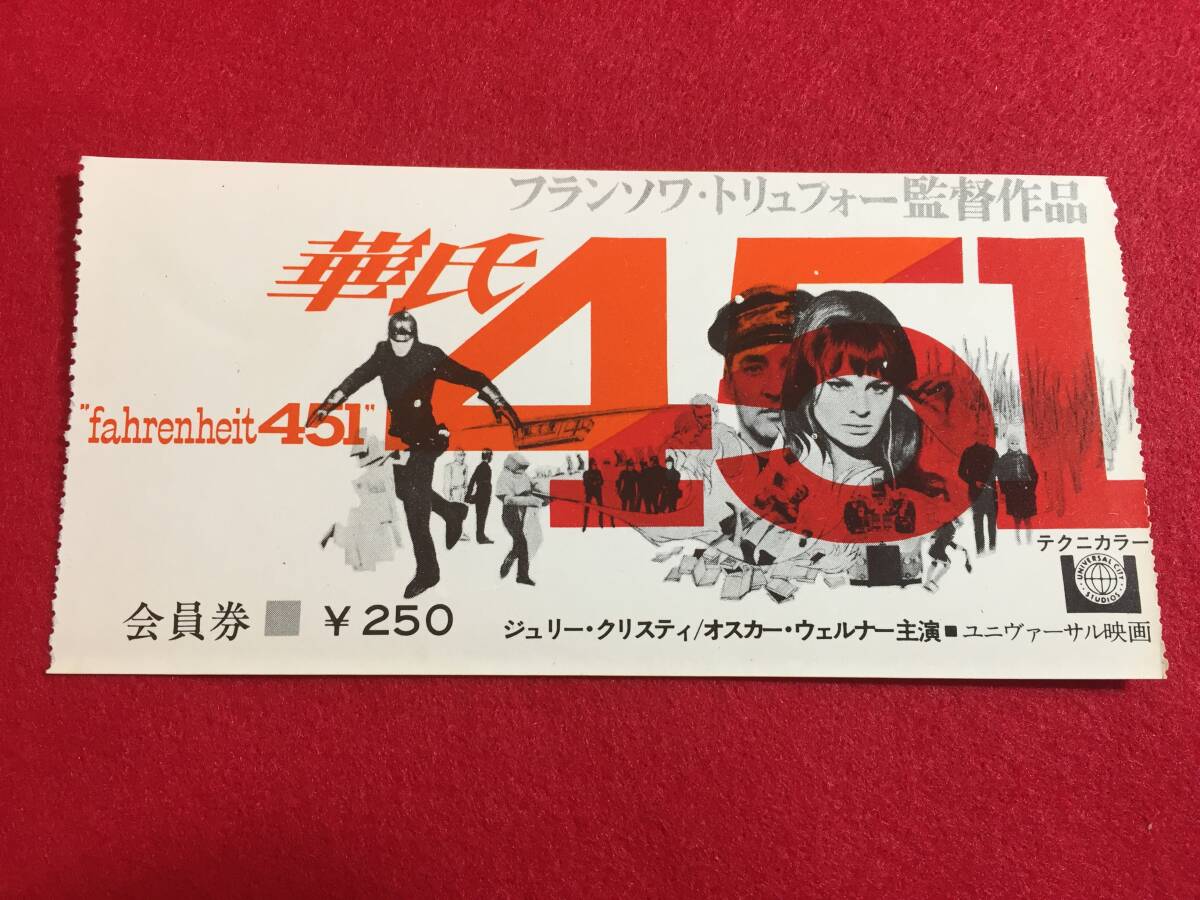 フランソワ・トリュフォー監督作品
華氏451
"fahrenheit 451"
テクニカラー
UNIVERSAL CITY STUDIOS
会員券 ¥250
ジュリー・クリスティ/オスカー・ウェルナー主演■ユニヴァーサル映画